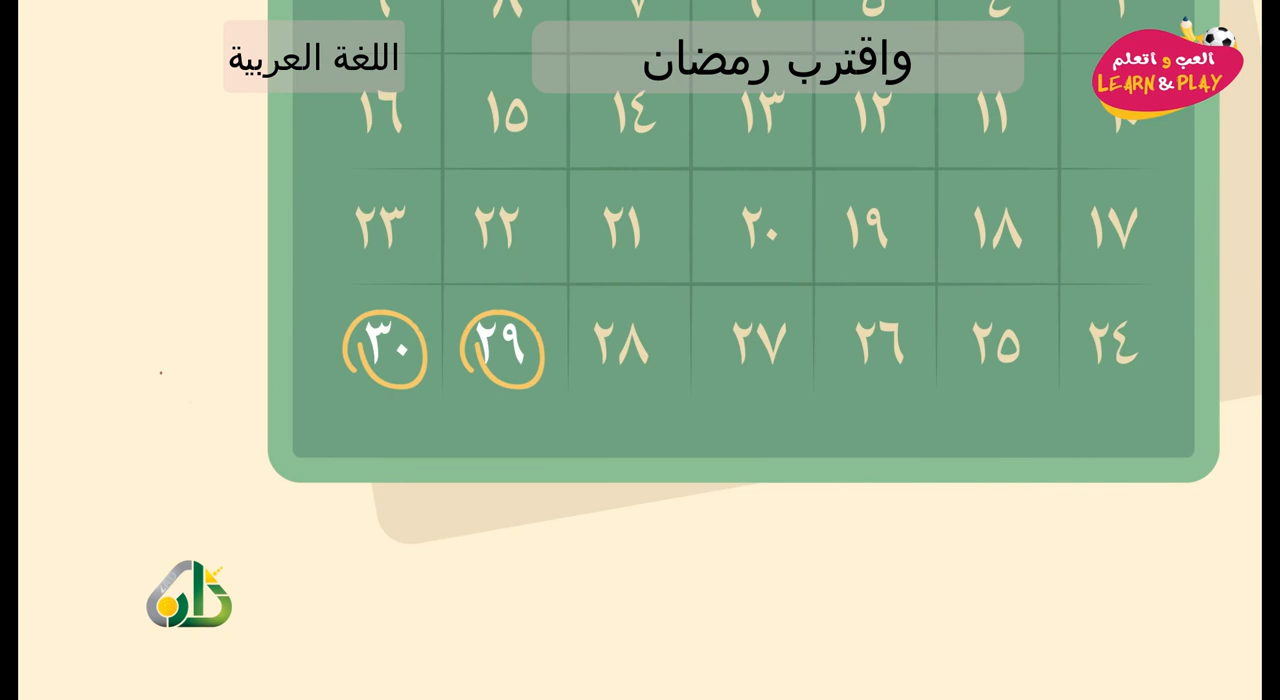 واقترب رمضان
اللغة العربية
العب و اتعلم
LEARN & PLAY
١١ ١٢ ١٣ ١٤ ١٥ ١٦
١٧ ١٨ ١٩ ٢٠ ٢١ ٢٢ ٢٣
٢٤ ٢٥ ٢٦ ٢٧ ٢٨ ٢٩ ٣٠